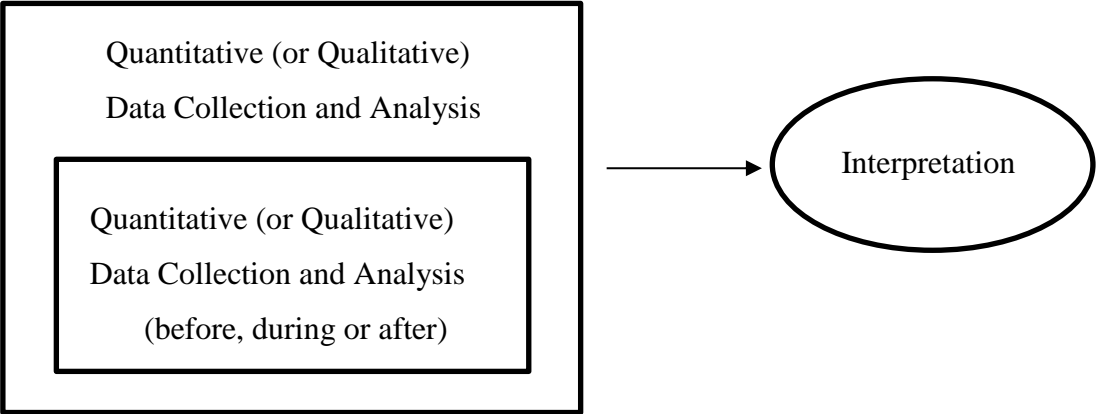 Quantitative (or Qualitative)
Data Collection and Analysis
Quantitative (or Qualitative)
Data Collection and Analysis
(before, during or after)
Interpretation